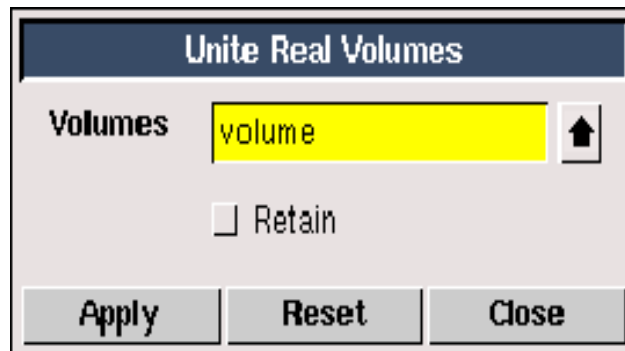 Unite Real Volumes
Volumes volume
Retain
Apply Reset Close